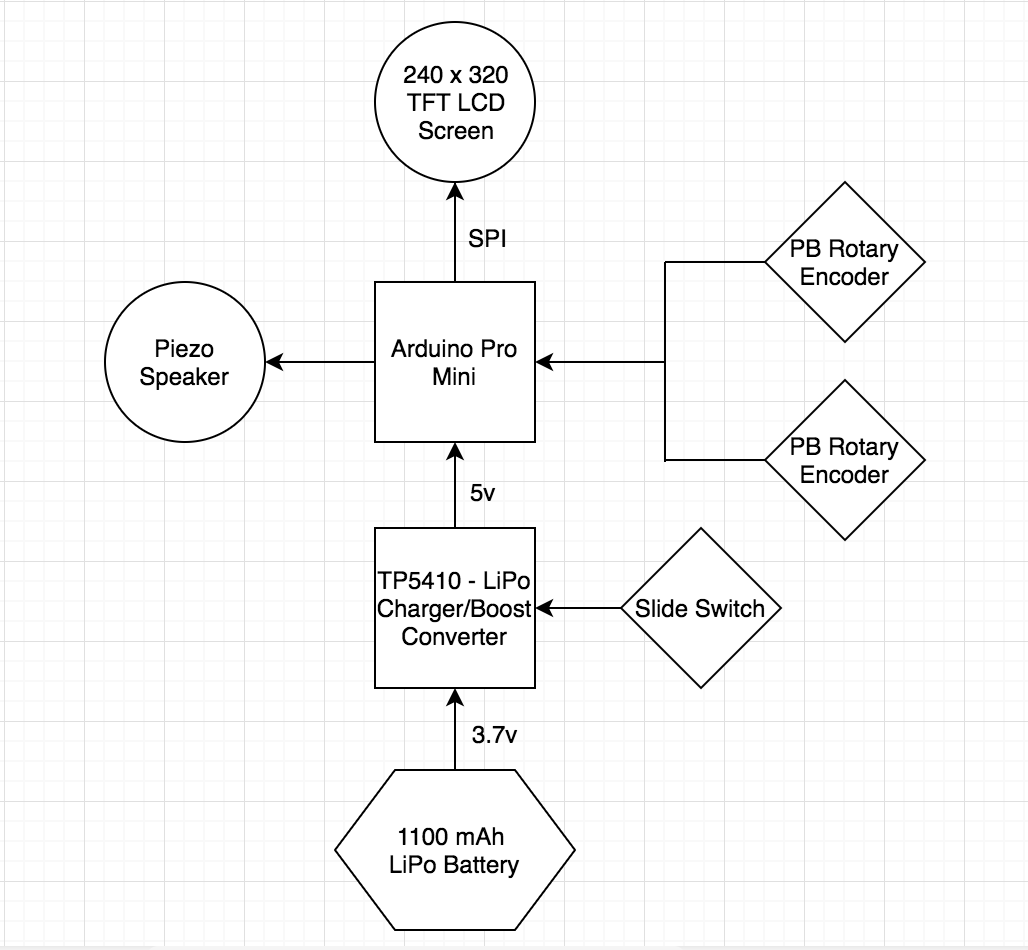 240 x 320
TFT LCD
Screen
SPI
PB Rotary
Encoder
Piezo
Speaker
Arduino Pro
Mini
PB Rotary
Encoder
5v
TP5410 - LiPo
Charger/Boost
Converter
Slide Switch
3.7v
1100 mAh
LiPo Battery